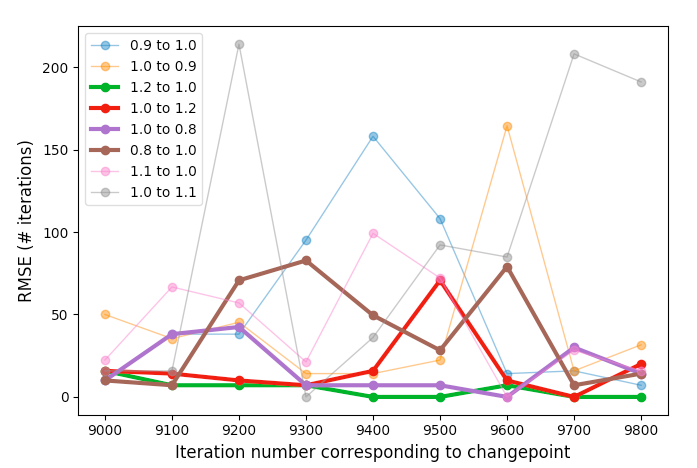 200
150
100
50
0
RMSE (# iterations)
0.9 to 1.0
1.0 to 0.9
1.2 to 1.0
1.0 to 1.2
1.0 to 0.8
0.8 to 1.0
1.1 to 1.0
1.0 to 1.1
9000 9100 9200 9300 9400 9500 9600 9700 9800
Iteration number corresponding to changepoint